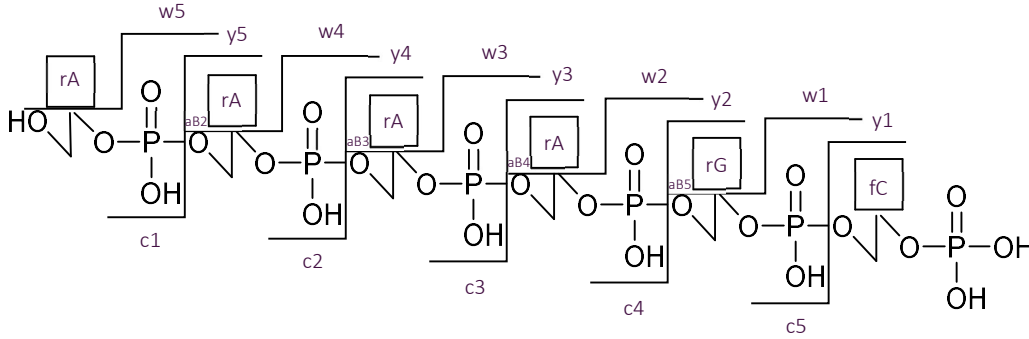 w5
y5
w4
y4
w3
y3
w2
y2
w1
y1
rA
rA
rA
rA
rG
fC
aB2
aB3
aB4
aB5
HO
O
P
O
OH
O
O
P
O
OH
O
O
P
O
OH
O
O
P
O
OH
O
O
P
O
OH
O
O
P
O
OH
OH
c1
c2
c3
c4
c5